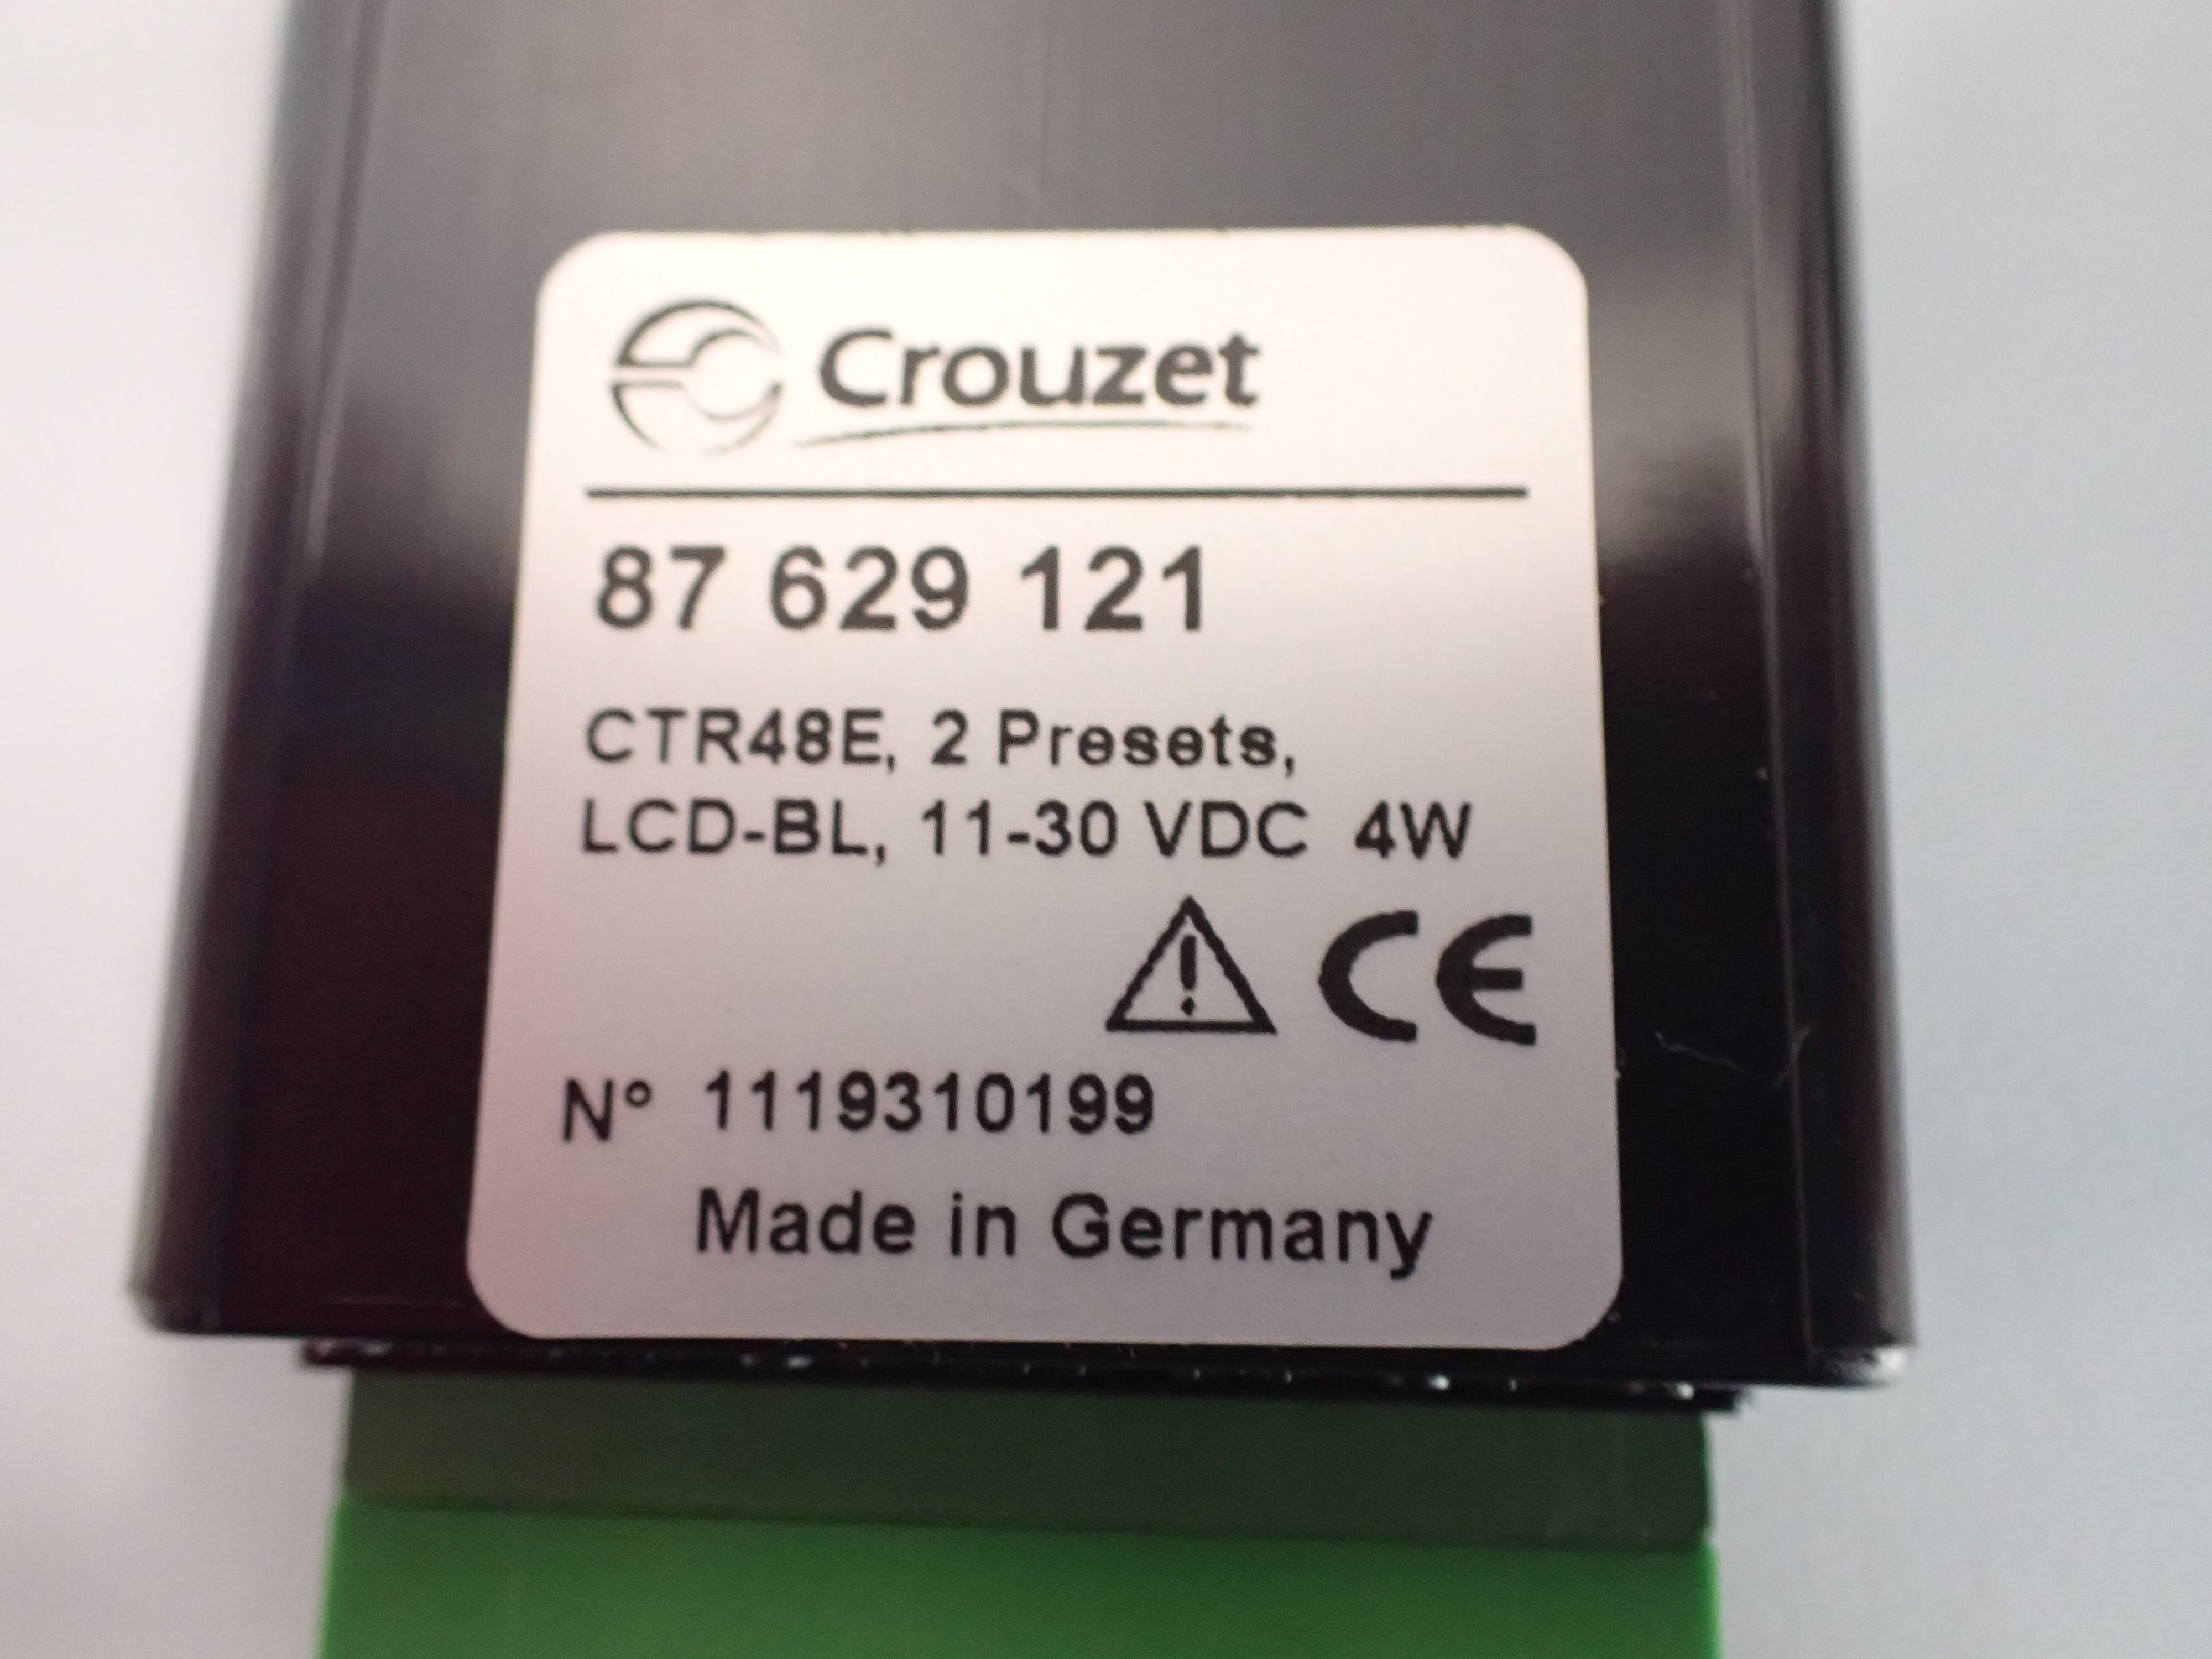 Crouzet
87 629 121
CTR48E, 2 Presets,
LCD-BL, 11-30 VDC 4W
CE
N° 1119310199
Made in Germany